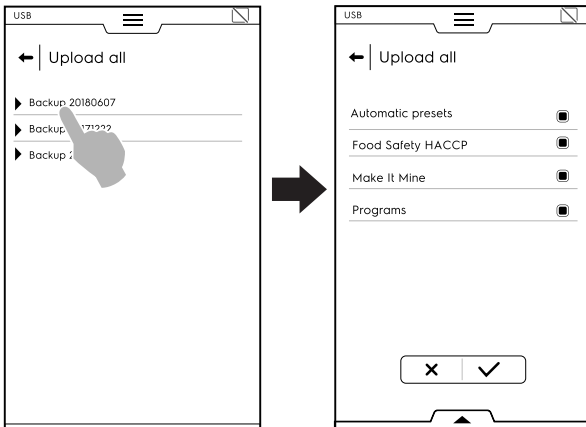 USB
Upload all
Backup 20180607
Backup
Backup
USB
Upload all
Automatic presets
Food Safety HACCP
Make It Mine
Programs